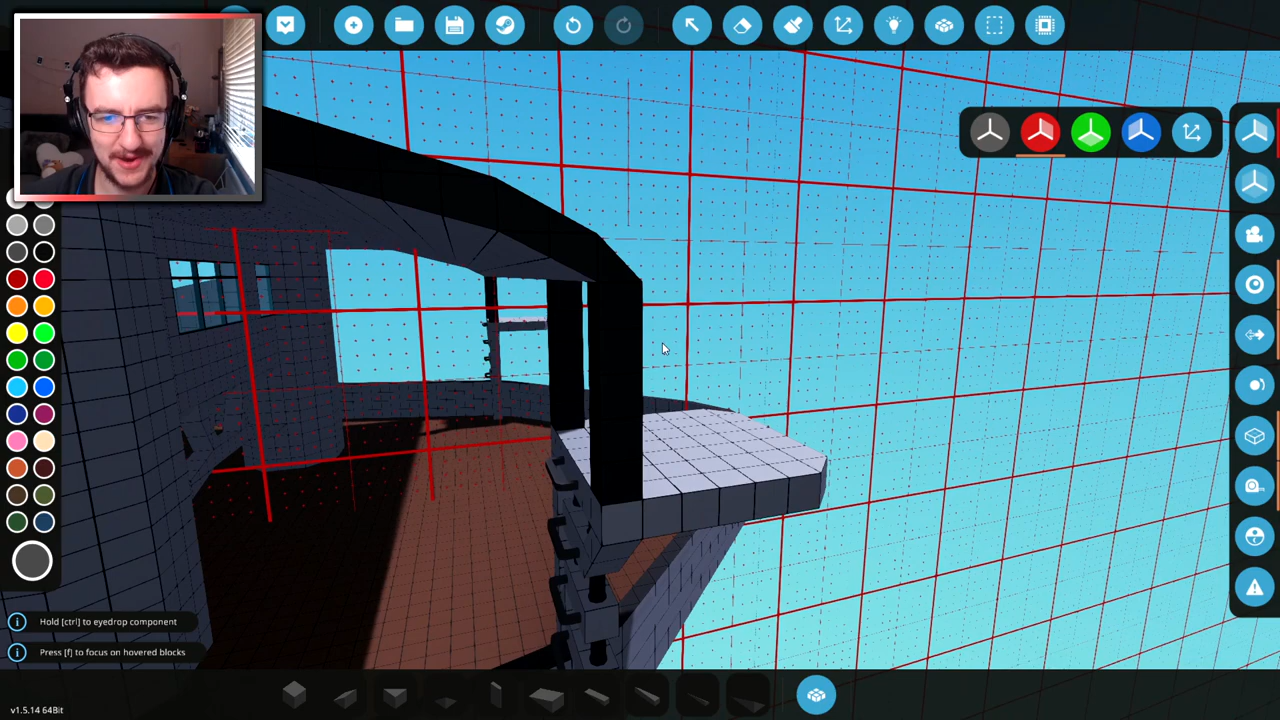 Hold [ctrl] to eyedrop component
Press [f] to focus on hovered blocks
v1.5.14 64Bit